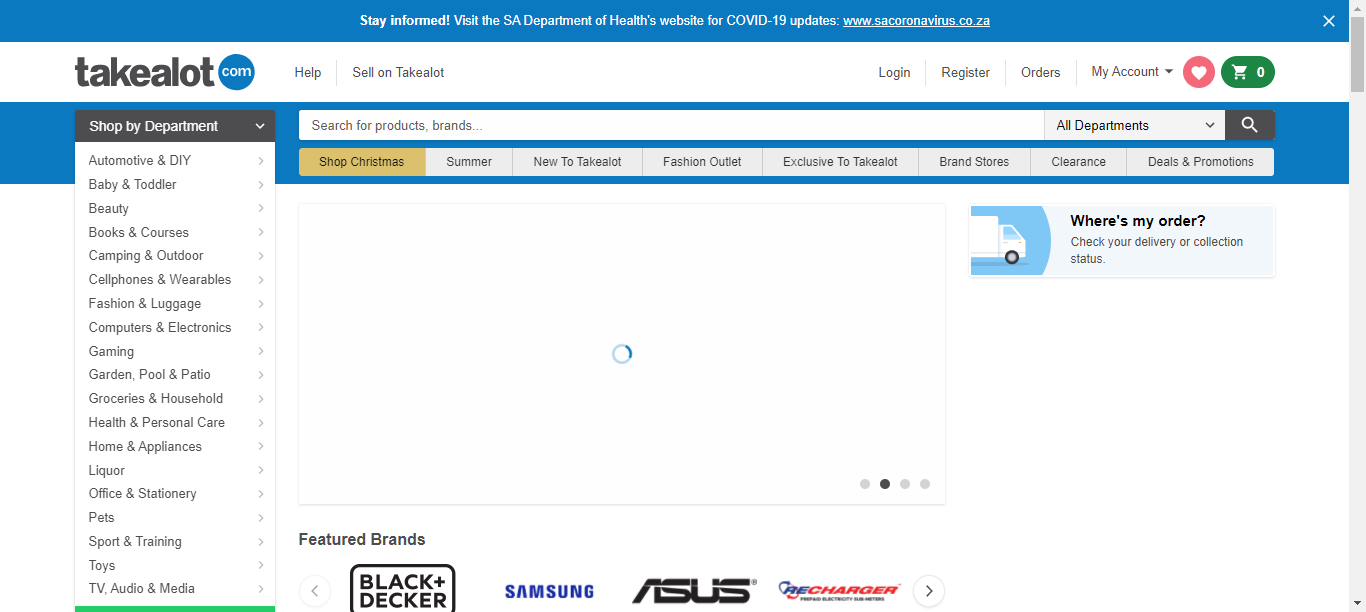 Stay informed! Visit the SA Department of Health's website for COVID-19 updates: www.sacoronavirus.co.za
takealot com
Help
Sell on Takealot
Login
Register
Orders
My Account
0
Shop by Department
Search for products, brands...
All Departments
Shop Christmas
Summer
New To Takealot
Fashion Outlet
Exclusive To Takealot
Brand Stores
Clearance
Deals & Promotions
Automotive & DIY
Baby & Toddler
Beauty
Books & Courses
Camping & Outdoor
Cellphones & Wearables
Fashion & Luggage
Computers & Electronics
Gaming
Garden, Pool & Patio
Groceries & Household
Health & Personal Care
Home & Appliances
Liquor
Office & Stationery
Pets
Sport & Training
Toys
TV, Audio & Media
Where's my order?
Check your delivery or collection
status.
Featured Brands
BLACK+
DECKER
SAMSUNG
ASUS
RECHARGER
PREPAID ELECTRICITY SUB-METERS